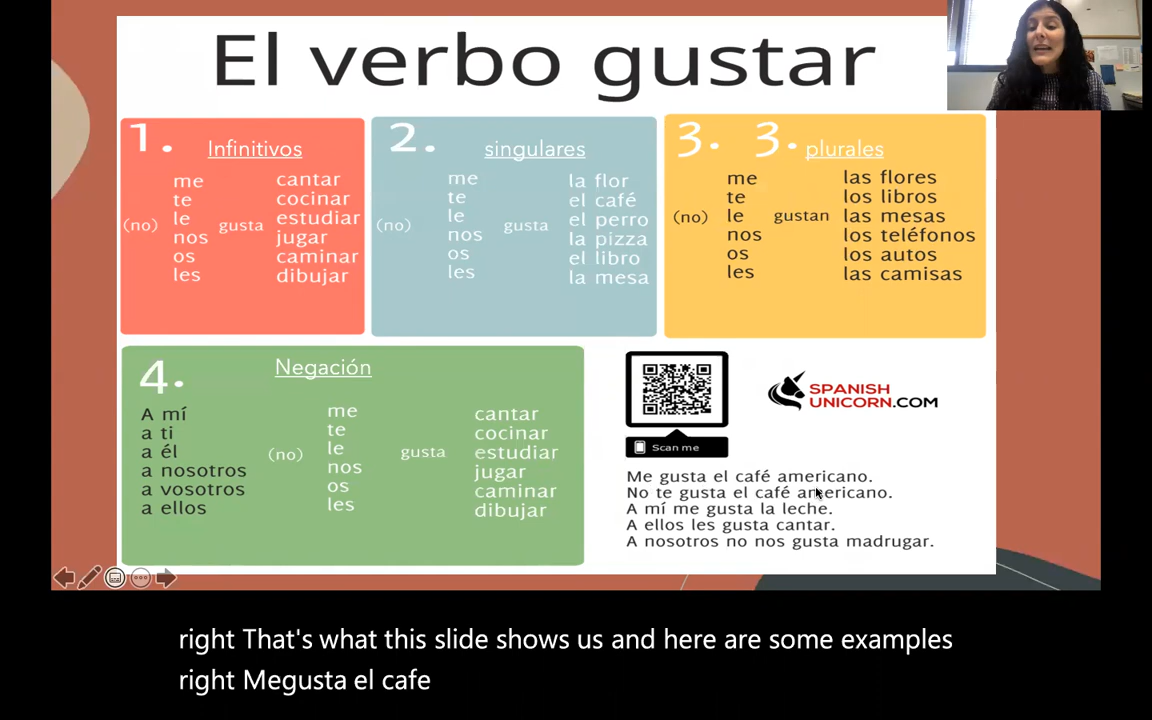 El verbo gustar
1. Infinitivos
(no)
me
te
le
nos
os
les
gusta
cantar
cocinar
estudiar
jugar
caminar
dibujar
2. singulares
(no)
me
te
le
nos
os
les
gusta
la flor
el café
el perro
la pizza
el libro
la mesa
3. 3. plurales
(no)
me
te
le
nos
os
les
gustan
las flores
los libros
las mesas
los teléfonos
los autos
las camisas
4. Negación
A mí
a ti
a él
a nosotros
a vosotros
a ellos
(no)
me
te
le
nos
os
les
gusta
cantar
cocinar
estudiar
jugar
caminar
dibujar
Scan me
SPANISH
UNICORN.COM
Me gusta el café americano.
No te gusta el café americano.
A mí me gusta la leche.
A ellos les gusta cantar.
A nosotros no nos gusta madrugar.
right That's what this slide shows us and here are some examples
right Megusta el cafe